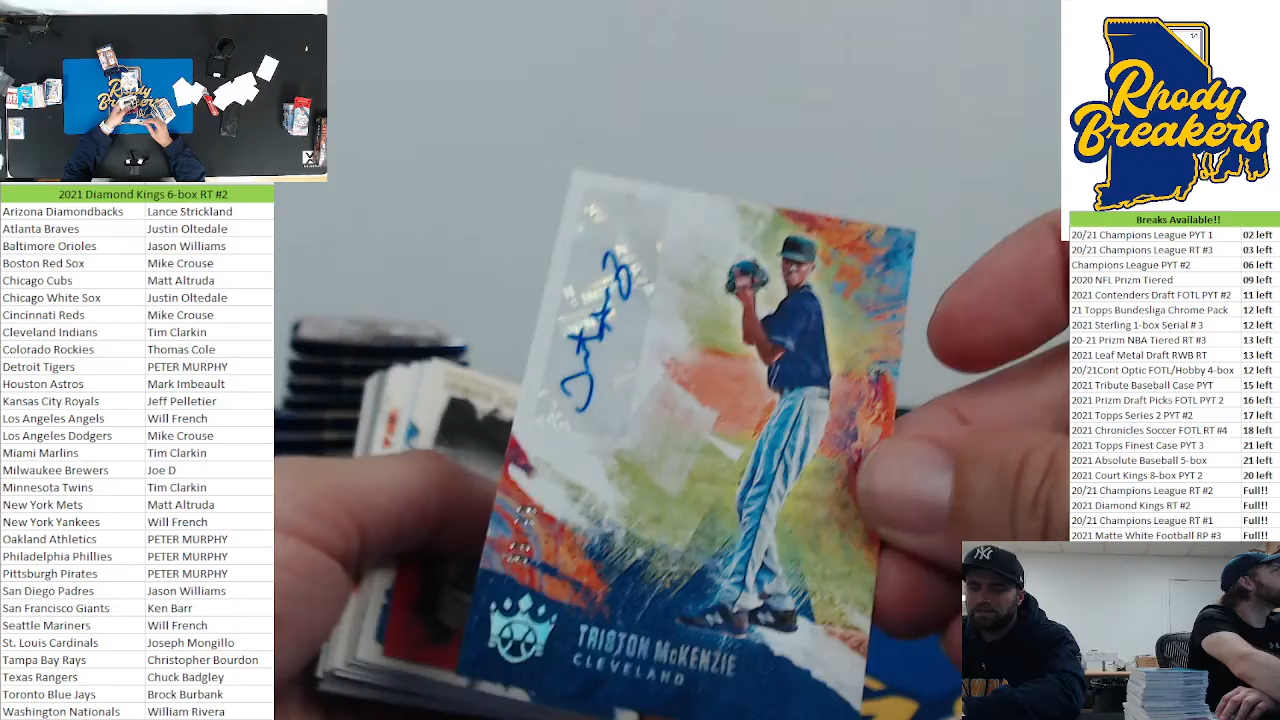 2021 Diamond Kings 6-box RT #2
Arizona Diamondbacks Lance Strickland
Atlanta Braves Justin Oltedale
Baltimore Orioles Jason Williams
Boston Red Sox Mike Crouse
Chicago Cubs Matt Altruda
Chicago White Sox Justin Oltedale
Cincinnati Reds Mike Crouse
Cleveland Indians Tim Clarkin
Colorado Rockies Thomas Cole
Detroit Tigers PETER MURPHY
Houston Astros Mark Imbeault
Kansas City Royals Jeff Pelletier
Los Angeles Angels Will French
Los Angeles Dodgers Mike Crouse
Miami Marlins Tim Clarkin
Milwaukee Brewers Joe D
Minnesota Twins Tim Clarkin
New York Mets Matt Altruda
New York Yankees Will French
Oakland Athletics PETER MURPHY
Philadelphia Phillies PETER MURPHY
Pittsburgh Pirates PETER MURPHY
San Diego Padres Jason Williams
San Francisco Giants Ken Barr
Seattle Mariners Will French
St. Louis Cardinals Joseph Mongillo
Tampa Bay Rays Christopher Bourdon
Texas Rangers Chuck Badgley
Toronto Blue Jays Brock Burbank
Washington Nationals William Rivera
Rhody
Breakers
TRISTON McKENZIE
CLEVELAND
Rhody
Breakers
Breaks Available!!
20/21 Champions League PYT 1 02 left
20/21 Champions League RT #3 03 left
Champions League PYT #2 06 left
2020 NFL Prizm Tiered 09 left
2021 Contenders Draft FOTL PYT #2 11 left
21 Topps Bundesliga Chrome Pack 12 left
2021 Sterling 1-box Serial # 3 12 left
20-21 Prizm NBA Tiered RT #3 13 left
2021 Leaf Metal Draft RWB RT 13 left
20/21Cont Optic FOTL/Hobby 4-box 12 left
2021 Tribute Baseball Case PYT 15 left
2021 Prizm Draft Picks FOTL PYT 2 16 left
2021 Topps Series 2 PYT #2 17 left
2021 Chronicles Soccer FOTL RT #4 18 left
2021 Topps Finest Case PYT 3 21 left
2021 Absolute Baseball 5-box 21 left
2021 Court Kings 8-box PYT 2 20 left
20/21 Champions League RT #2 Full!!
2021 Diamond Kings RT #2 Full!!
20/21 Champions League RT #1 Full!!
2021 Matte White Football RP #3 Full!!